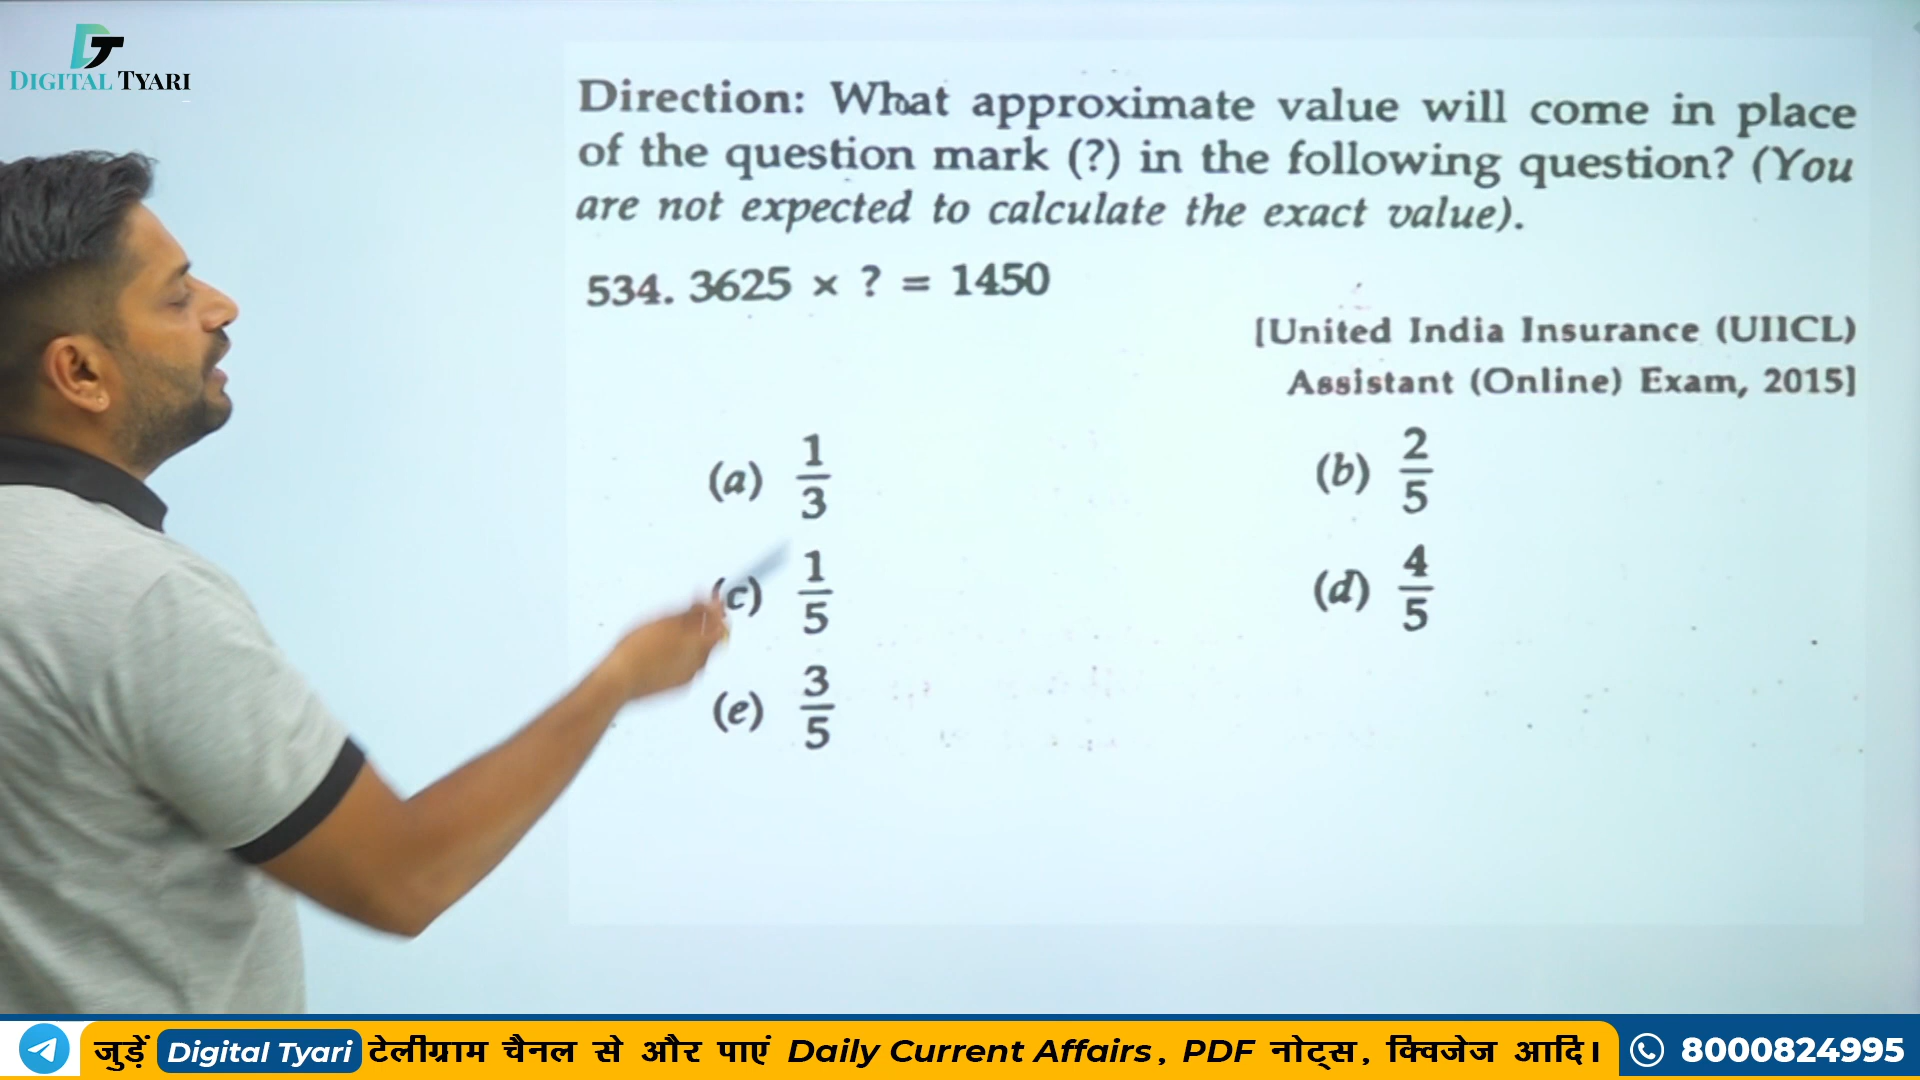 DIGITAL TYARI
Direction: What approximate value will come in place
of the question mark (?) in the following question? (You
are not expected to calculate the exact value).
534. 3625 × ? = 1450
[United India Insurance (UIICL)
Assistant (Online) Exam, 2015]
(a) 1/3 (b) 2/5
(c) 1/5 (d) 4/5
(e) 3/5
जुड़ें Digital Tyari टेलीग्राम चैनल से और पाएं Daily Current Affairs, PDF नोट्स, क्विजेज आदि। 8000824995